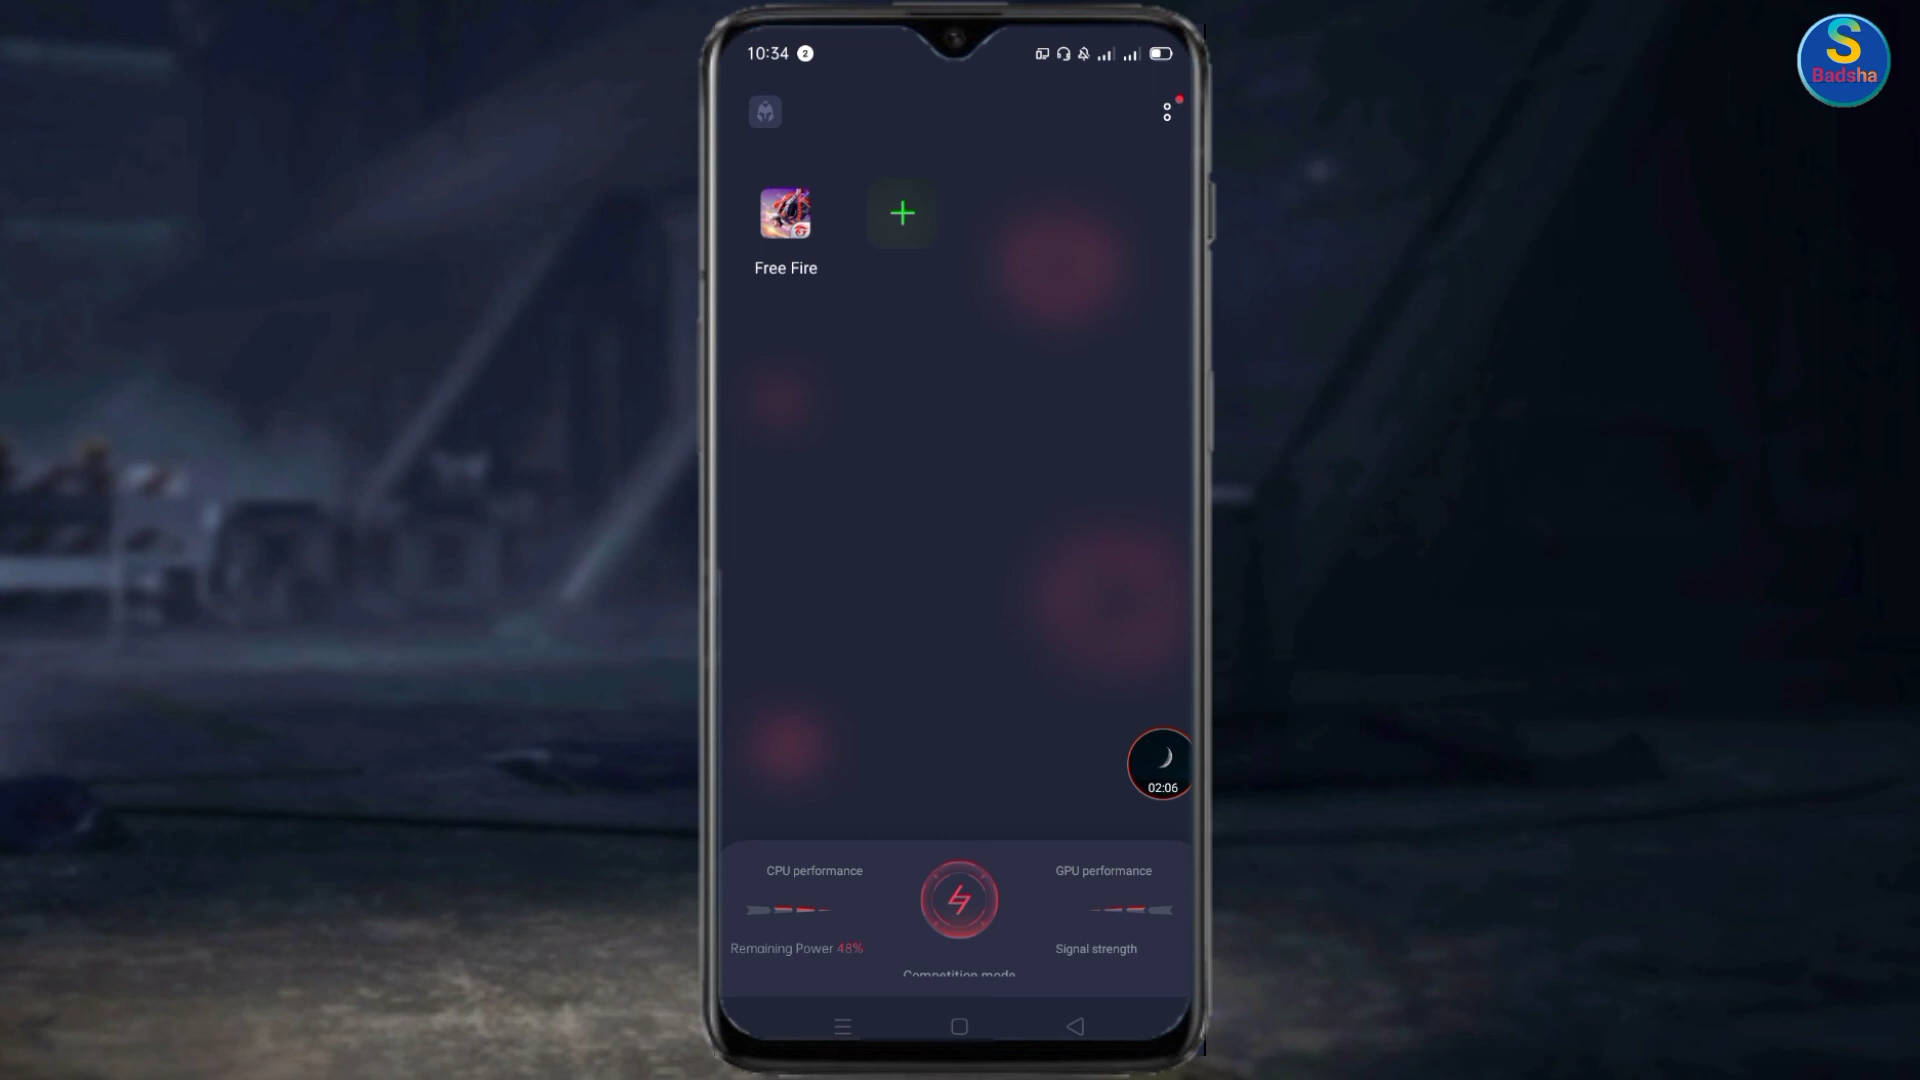 10:34 2
S
Badsha
Free Fire
02:06
CPU performance
GPU performance
Remaining Power 48%
Signal strength
Competition mode